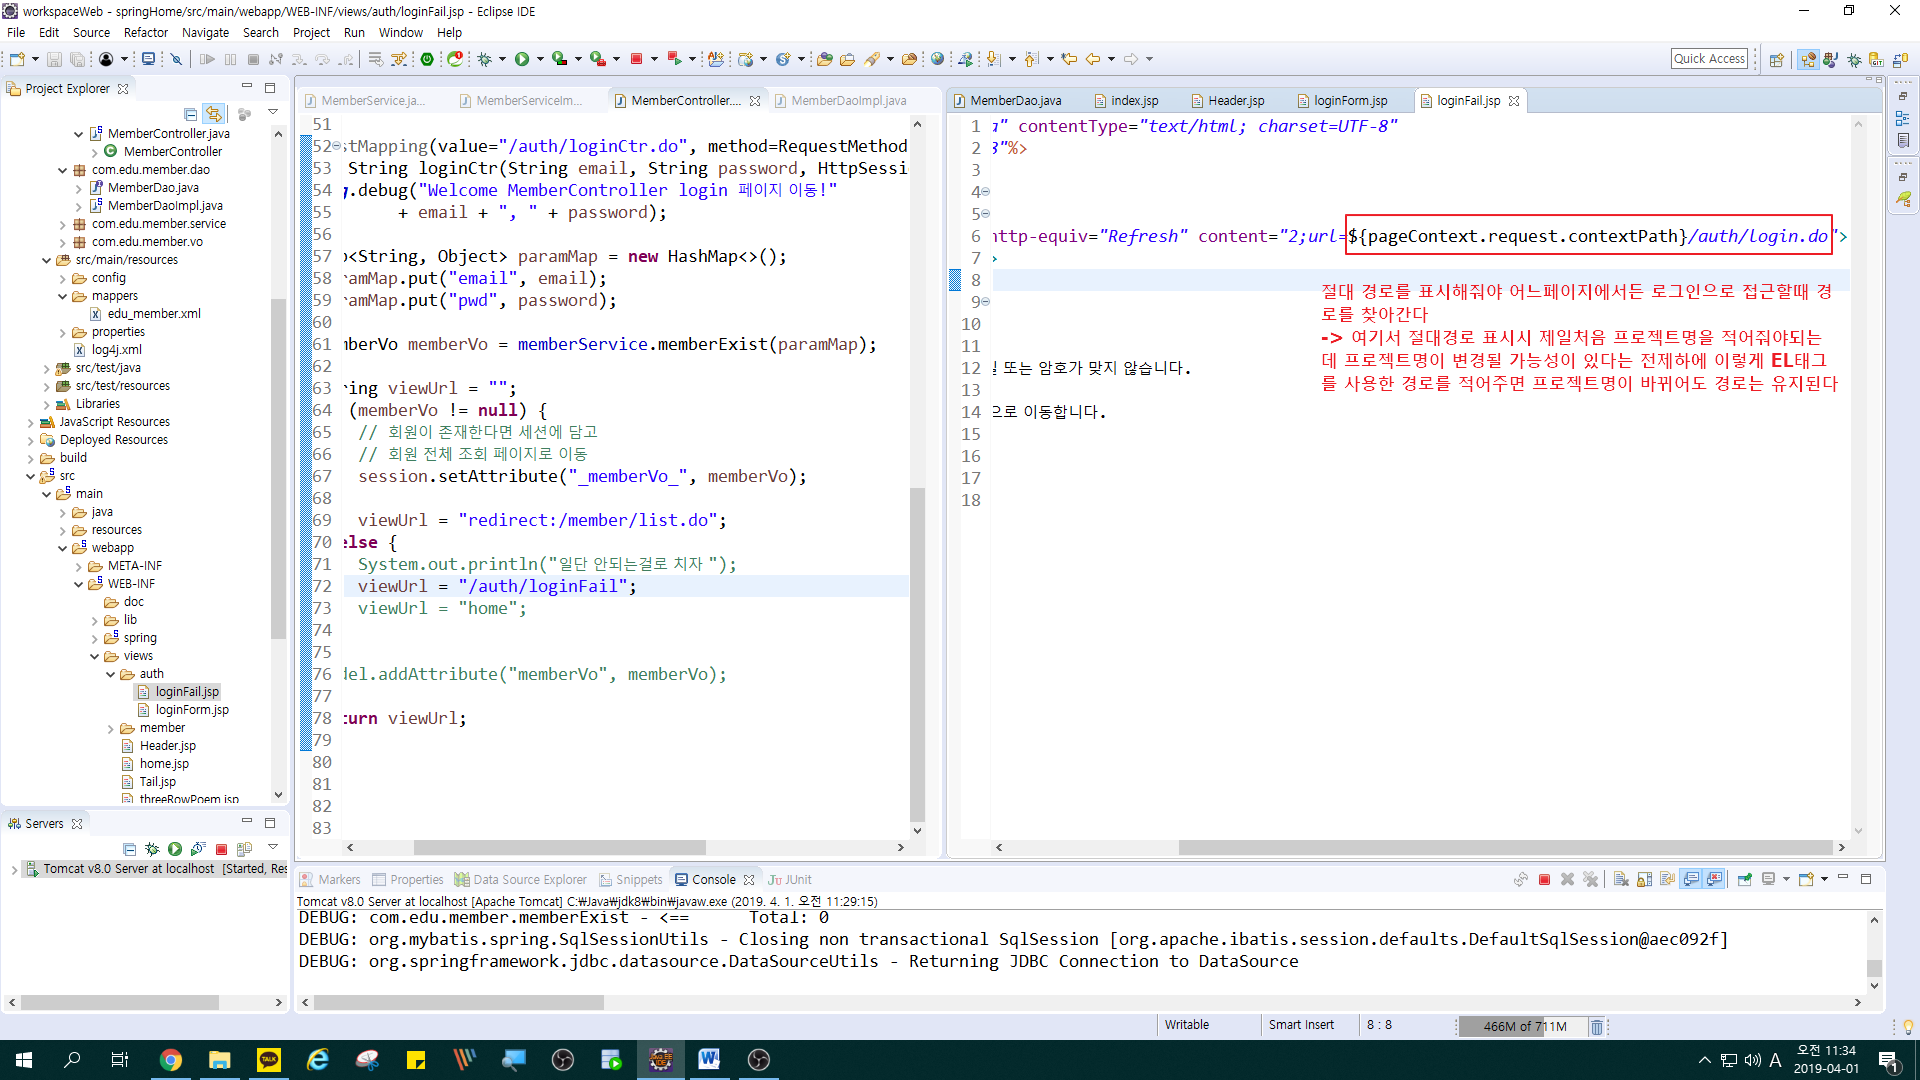 workspaceWeb - springHome/src/main/webapp/WEB-INF/views/auth/loginFail.jsp - Eclipse IDE
File Edit Source Refactor Navigate Search Project Run Window Help
Quick Access
Project Explorer
MemberController.java
MemberController
com.edu.member.dao
MemberDao.java
MemberDaoImpl.java
com.edu.member.service
com.edu.member.vo
src/main/resources
config
mappers
edu_member.xml
properties
log4j.xml
src/test/java
src/test/resources
Libraries
JavaScript Resources
Deployed Resources
build
src
main
java
resources
webapp
META-INF
WEB-INF
doc
lib
spring
views
auth
loginFail.jsp
loginForm.jsp
member
Header.jsp
home.jsp
Tail.jsp
threeRowPoem.jsp
Servers
Tomcat v8.0 Server at localhost [Started, Res
MemberService.ja... MemberServiceIm... MemberController.... MemberDaoImpl.java
51
52 stMapping(value="/auth/loginCtr.do", method=RequestMethod
53 String loginCtr(String email, String password, HttpSessi
54 g.debug("Welcome MemberController login 페이지 이동!"
55 + email + ", " + password);
56
57 p<String, Object> paramMap = new HashMap<>();
58 ramMap.put("email", email);
59 ramMap.put("pwd", password);
60
61 mberVo memberVo = memberService.memberExist(paramMap);
62
63 ring viewUrl = "";
64 (memberVo != null) {
65 // 회원이 존재한다면 세션에 담고
66 // 회원 전체 조회 페이지로 이동
67 session.setAttribute("_memberVo_", memberVo);
68
69 viewUrl = "redirect:/member/list.do";
70 else {
71 System.out.println("일단 안되는걸로 치자 ");
72 viewUrl = "/auth/loginFail";
73 viewUrl = "home";
74
75
76 del.addAttribute("memberVo", memberVo);
77
78 turn viewUrl;
79
80
81
82
83
MemberDao.java index.jsp Header.jsp loginForm.jsp loginFail.jsp
1 a" contentType="text/html; charset=UTF-8"
2 8"%>
3
4
5
6 http-equiv="Refresh" content="2;url=${pageContext.request.contextPath}/auth/login.do">
7 >
8
9
10
11
12 일 또는 암호가 맞지 않습니다.
13
14 으로 이동합니다.
15
16
17
18
절대 경로를 표시해줘야 어느페이지에서든 로그인으로 접근할때 경
로를 찾아간다
-> 여기서 절대경로 표시시 제일처음 프로젝트명을 적어줘야되는
데 프로젝트명이 변경될 가능성이 있다는 전제하에 이렇게 EL태그
를 사용한 경로를 적어주면 프로젝트명이 바뀌어도 경로는 유지된다
Markers Properties Data Source Explorer Snippets Console JUnit
Tomcat v8.0 Server at localhost [Apache Tomcat] C:₩Java₩jdk8₩bin₩javaw.exe (2019. 4. 1. 오전 11:29:15)
DEBUG: com.edu.member.memberExist - <== Total: 0
DEBUG: org.mybatis.spring.SqlSessionUtils - Closing non transactional SqlSession [org.apache.ibatis.session.defaults.DefaultSqlSession@aec092f]
DEBUG: org.springframework.jdbc.datasource.DataSourceUtils - Returning JDBC Connection to DataSource
Writable Smart Insert 8 : 8 466M of 711M
TALK
A 오전 11:34
2019-04-01
1